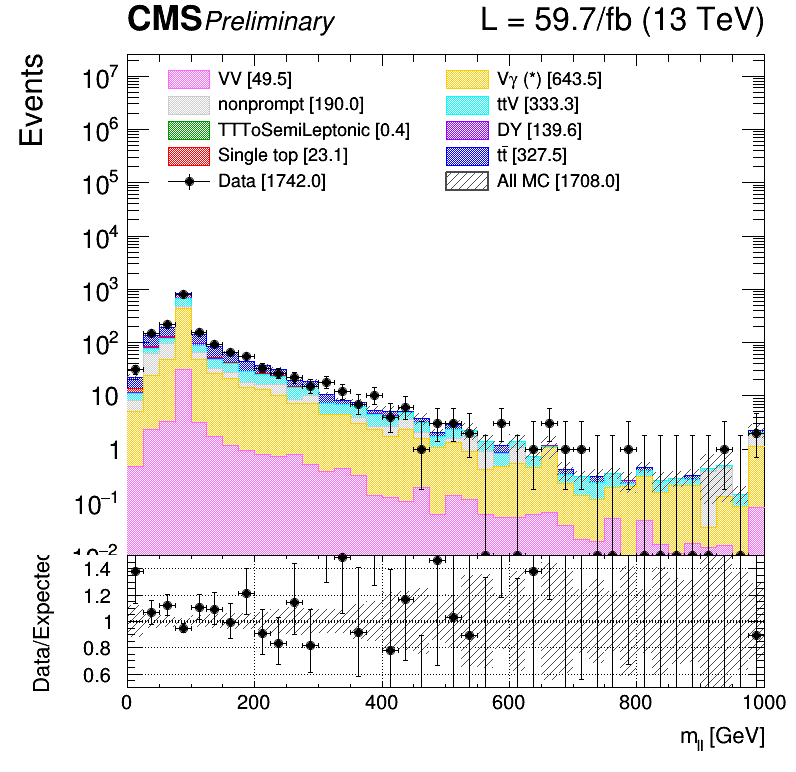 CMS Preliminary L = 59.7/fb (13 TeV)
Events
10⁷
10⁶
10⁵
10⁴
10³
10²
10
1
10⁻¹
10⁻²
VV [49.5]
nonprompt [190.0]
TTToSemiLeptonic [0.4]
Single top [23.1]
Data [1742.0]
Vγ (*) [643.5]
ttV [333.3]
DY [139.6]
tt̄ [327.5]
All MC [1708.0]
Data/Expected
1.4
1.2
1
0.8
0.6
0 200 400 600 800 1000
m_ll [GeV]